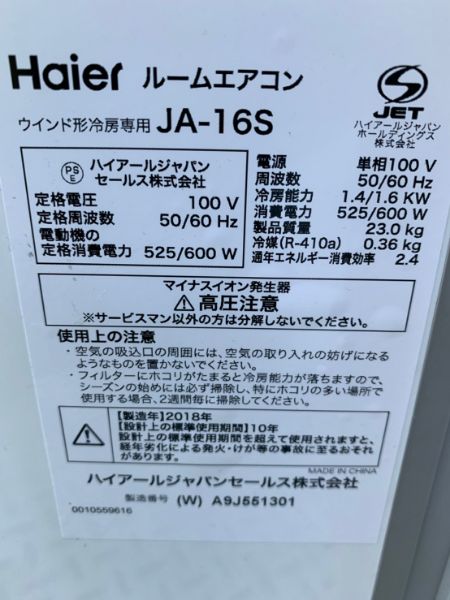 Haier ルームエアコン
ウインド形冷房専用 JA-16S
S
JET
ハイアールジャパン
ホールディングス
株式会社
PS
E
ハイアールジャパン
セールス株式会社
定格電圧 100 V
定格周波数 50/60 Hz
電動機の
定格消費電力 525/600 W
電源 単相100 V
周波数 50/60 Hz
冷房能力 1.4/1.6 KW
消費電力 525/600 W
製品質量 23.0 kg
冷媒(R-410a) 0.36 kg
通年エネルギー消費効率 2.4
マイナスイオン発生器
高圧注意
※サービスマン以外の方は分解しないでください。
使用上の注意
・空気の吸込口の周囲には、空気の取り入れの妨げになる
ようなものを置かないでください。
・フィルターにホコリがたまると冷房能力が落ちますので、
シーズンの始めには必ず掃除し、特にホコリの多い場所で
使用する場合、2週間毎に掃除してください。
【製造年】2018年
【設計上の標準使用期間】10年
設計上の標準使用期間を超えて使用されますと、
経年劣化による発火・けが等の事故に至るおそれ
があります。
MADE IN CHINA
ハイアールジャパンセールス株式会社
製造番号 (W) A9J551301
0010559616